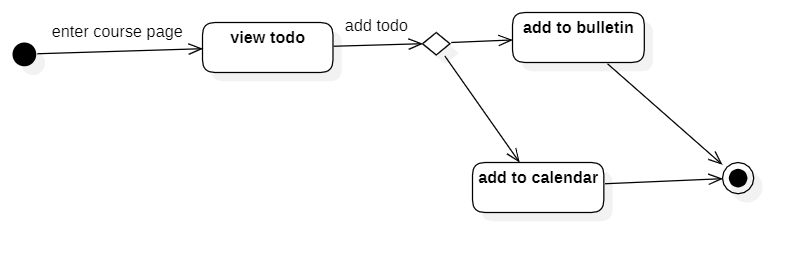 enter course page
view todo
add todo
add to bulletin
add to calendar